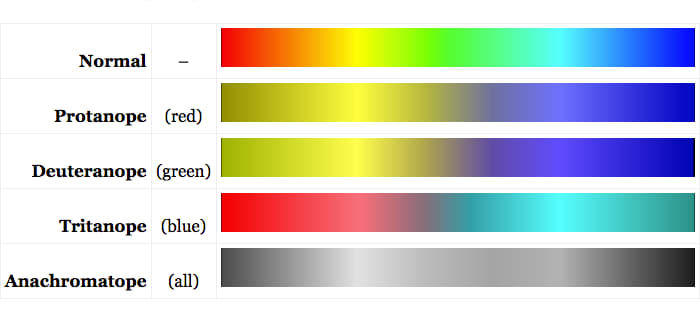 Normal –
Protanope (red)
Deuteranope (green)
Tritanope (blue)
Anachromatope (all)